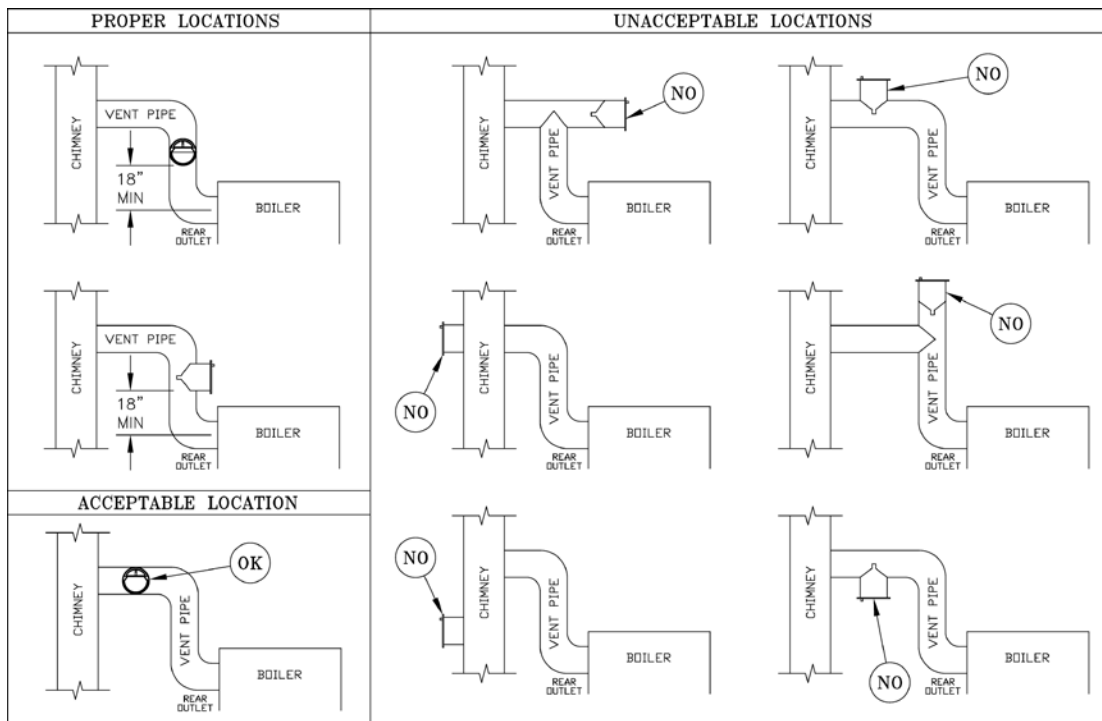 PROPER LOCATIONS
CHIMNEY
VENT PIPE
18"
MIN
BOILER
REAR
OUTLET
CHIMNEY
VENT PIPE
18"
MIN
BOILER
REAR
OUTLET
ACCEPTABLE LOCATION
CHIMNEY
OK
VENT PIPE
BOILER
REAR
OUTLET
UNACCEPTABLE LOCATIONS
CHIMNEY
NO
VENT PIPE
BOILER
REAR
OUTLET
CHIMNEY
NO
VENT PIPE
BOILER
REAR
OUTLET
NO
CHIMNEY
VENT PIPE
BOILER
REAR
OUTLET
CHIMNEY
NO
VENT PIPE
BOILER
REAR
OUTLET
NO
CHIMNEY
VENT PIPE
BOILER
REAR
OUTLET
CHIMNEY
VENT PIPE
NO
BOILER
REAR
OUTLET